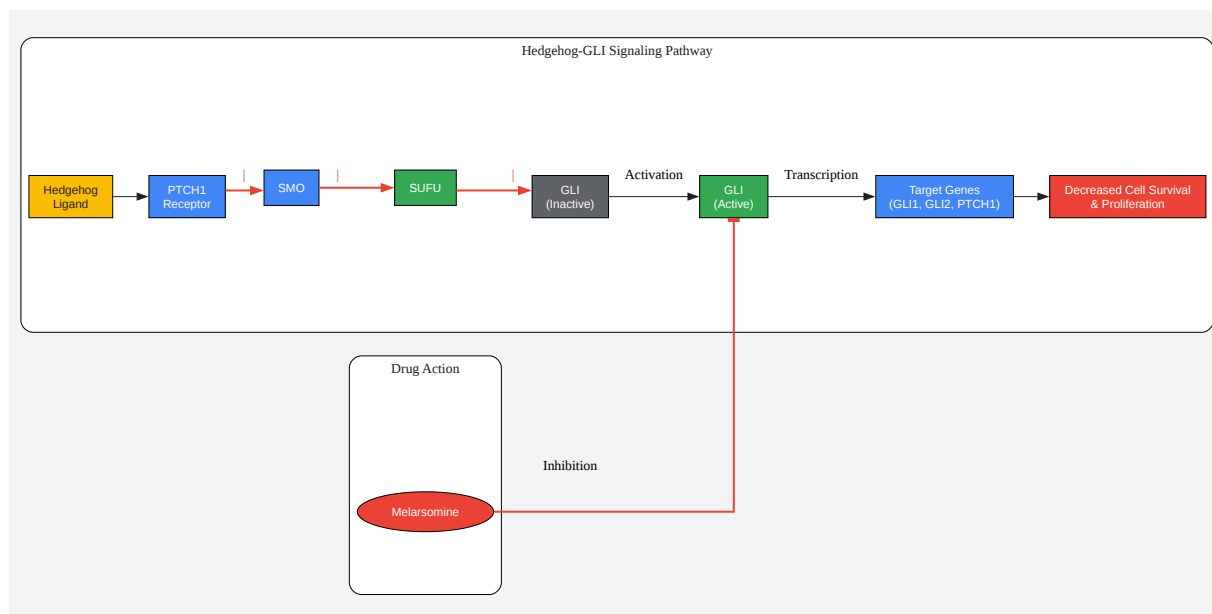 Hedgehog-GLI Signaling Pathway
Hedgehog
Ligand
PTCH1
Receptor
|
SMO
|
SUFU
|
GLI
(Inactive)
Activation
GLI
(Active)
Transcription
Target Genes
(GLI1, GLI2, PTCH1)
Decreased Cell Survival
& Proliferation
Drug Action
Inhibition
Melarsomine